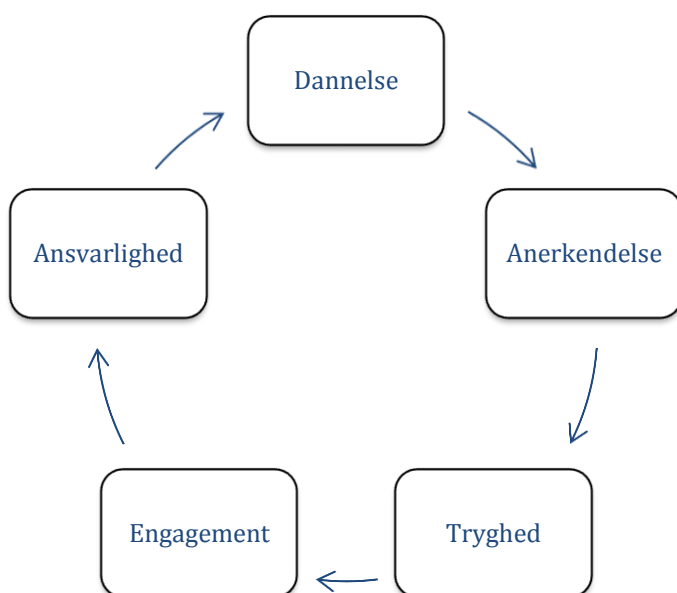 Dannelse
Anerkendelse
Tryghed
Engagement
Ansvarlighed